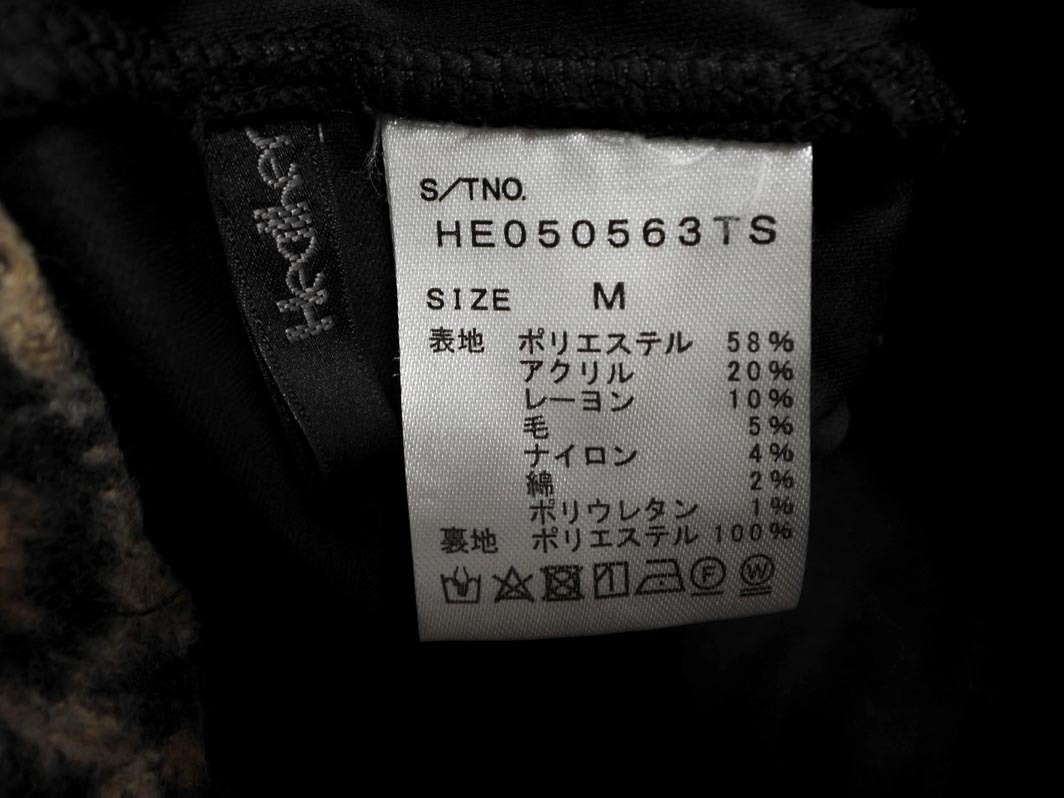 S/TNO.
HE050563TS
SIZE M
表地 ポリエステル 58%
アクリル 20%
レーヨン 10%
毛 5%
ナイロン 4%
綿 2%
ポリウレタン 1%
裏地 ポリエステル 100%
F W